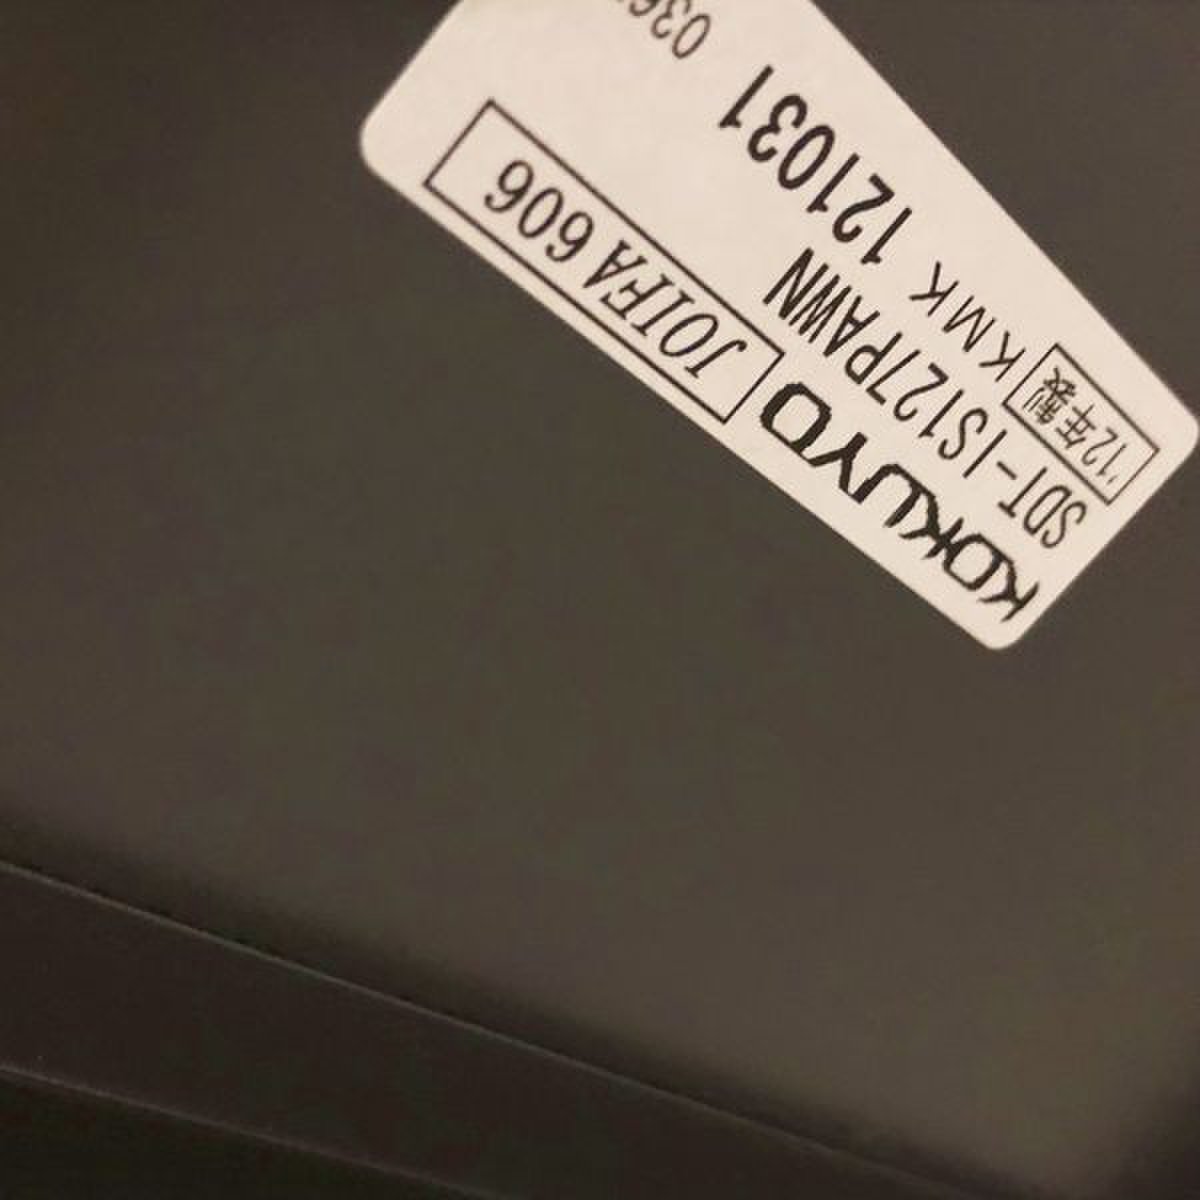 KOKUYO
JOIFA 606
SDT-IS127PAWN
'12年製 KMK 121031